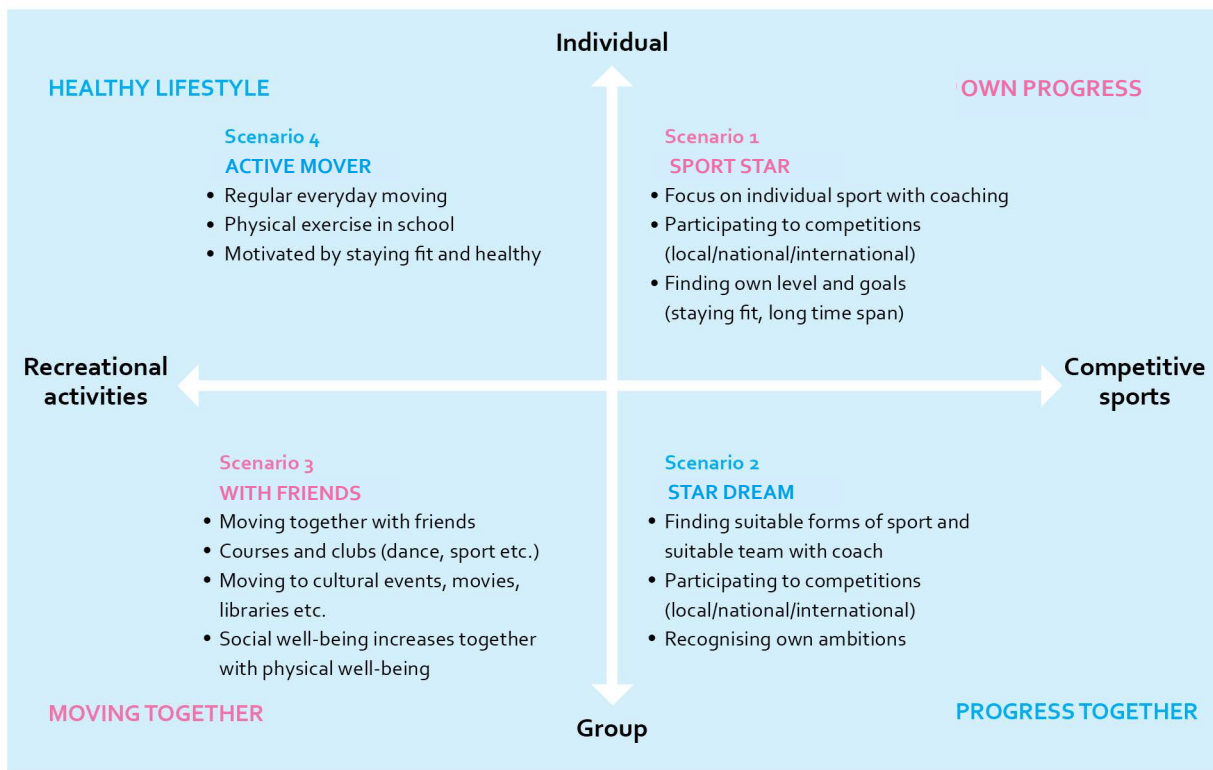 Individual
HEALTHY LIFESTYLE
OWN PROGRESS
Scenario 4
ACTIVE MOVER
• Regular everyday moving
• Physical exercise in school
• Motivated by staying fit and healthy
Scenario 1
SPORT STAR
• Focus on individual sport with coaching
• Participating to competitions
(local/national/international)
• Finding own level and goals
(staying fit, long time span)
Recreational
activities
Competitive
sports
Scenario 3
WITH FRIENDS
• Moving together with friends
• Courses and clubs (dance, sport etc.)
• Moving to cultural events, movies,
libraries etc.
• Social well-being increases together
with physical well-being
Scenario 2
STAR DREAM
• Finding suitable forms of sport and
suitable team with coach
• Participating to competitions
(local/national/international)
• Recognising own ambitions
MOVING TOGETHER
Group
PROGRESS TOGETHER